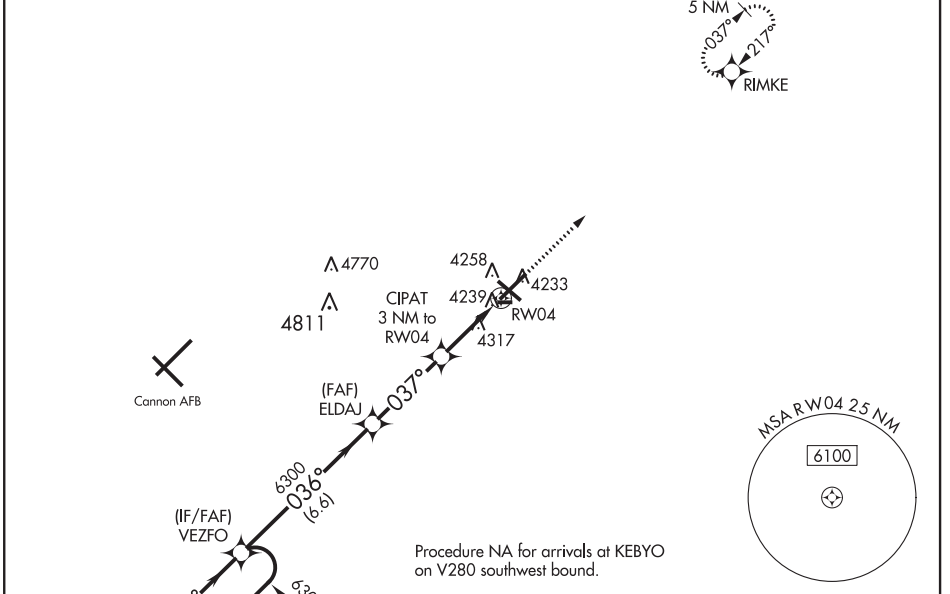 5 NM
037°
217°
RIMKE
4770
4258
4233
4811
CIPAT
3 NM to
RW04
4239
RW04
4317
037°
Cannon AFB
(FAF)
ELDAJ
MSA RW04 25 NM
6100
6300
036°
(6.6)
(IF/FAF)
VEZFO
Procedure NA for arrivals at KEBYO
on V280 southwest bound.